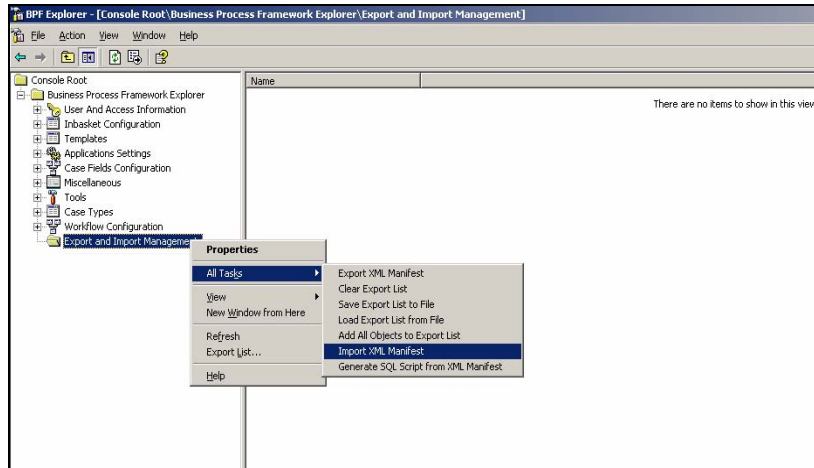 BPF Explorer - [Console Root\Business Process Framework Explorer\Export and Import Management]
File Action View Window Help
Console Root
Business Process Framework Explorer
User And Access Information
Inbasket Configuration
Templates
Applications Settings
Case Fields Configuration
Miscellaneous
Tools
Case Types
Workflow Configuration
Export and Import Management
Name
There are no items to show in this view
Properties
All Tasks
View
New Window from Here
Refresh
Export List...
Help
Export XML Manifest
Clear Export List
Save Export List to File
Load Export List from File
Add All Objects to Export List
Import XML Manifest
Generate SQL Script from XML Manifest